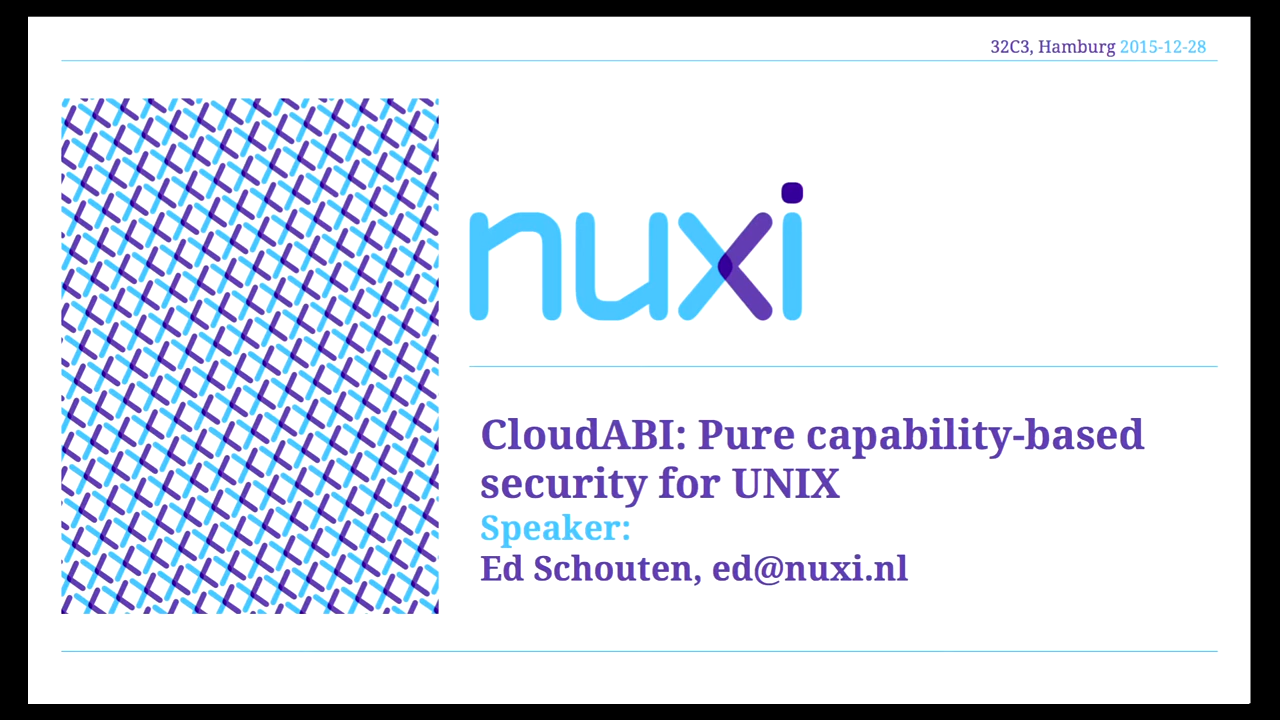 32C3, Hamburg 2015-12-28
nuxi
CloudABI: Pure capability-based
security for UNIX
Speaker:
Ed Schouten, ed@nuxi.nl